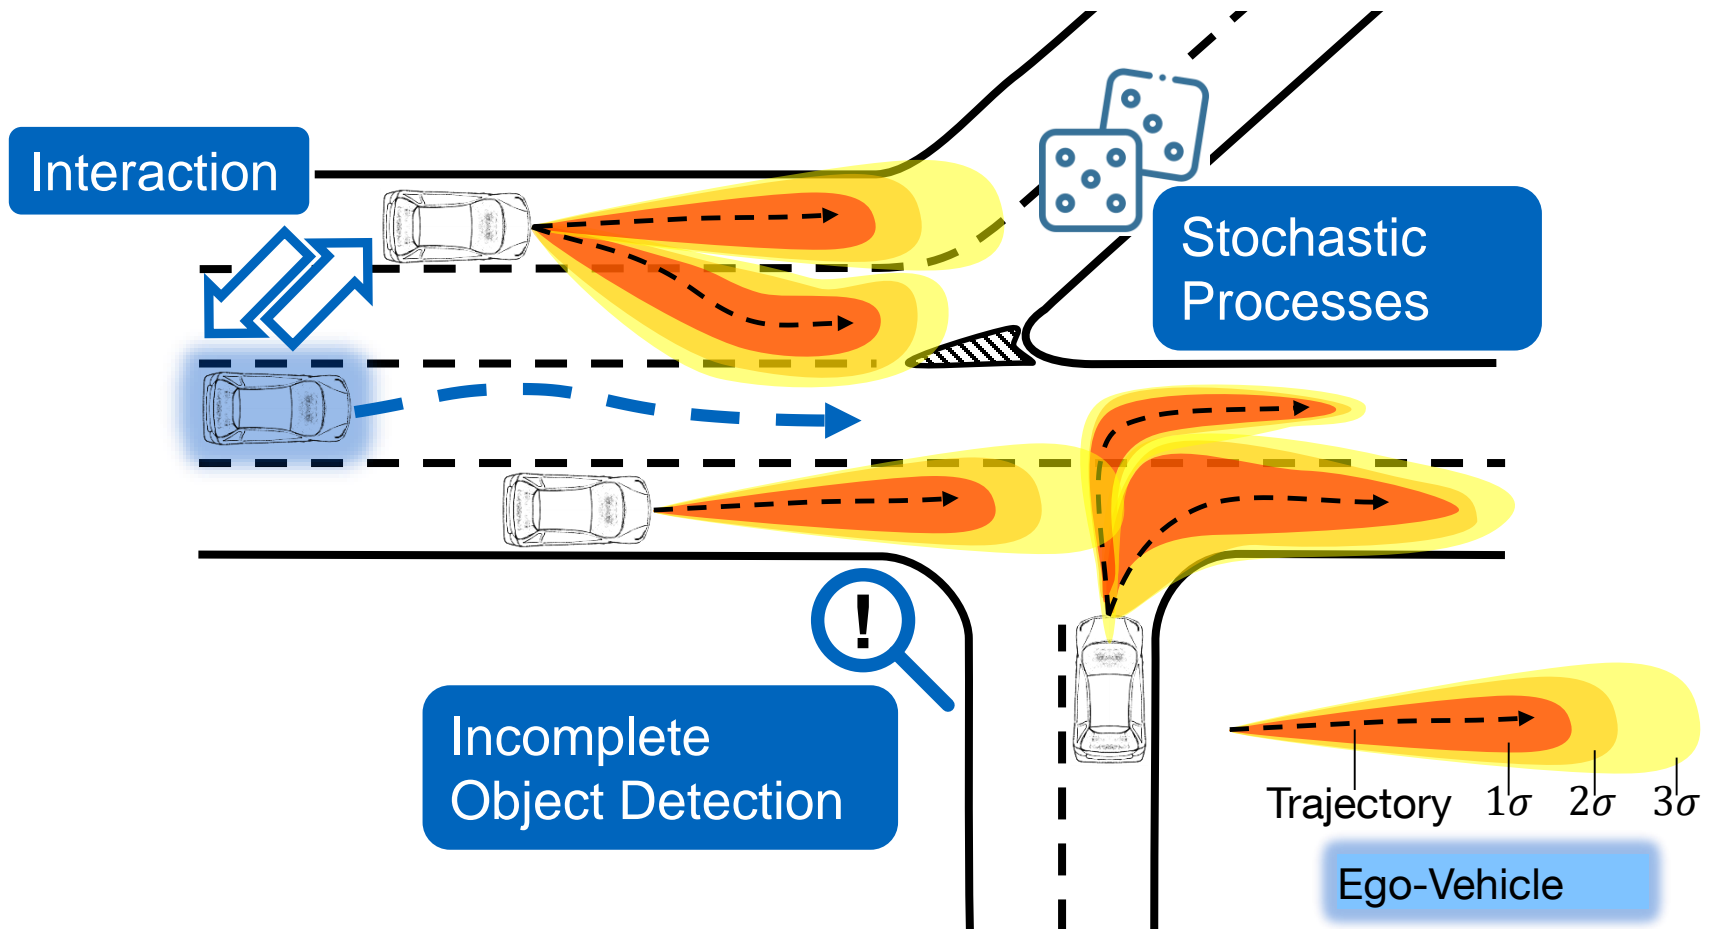 Interaction
Stochastic
Processes
!
Incomplete
Object Detection
Trajectory 1σ 2σ 3σ
Ego-Vehicle